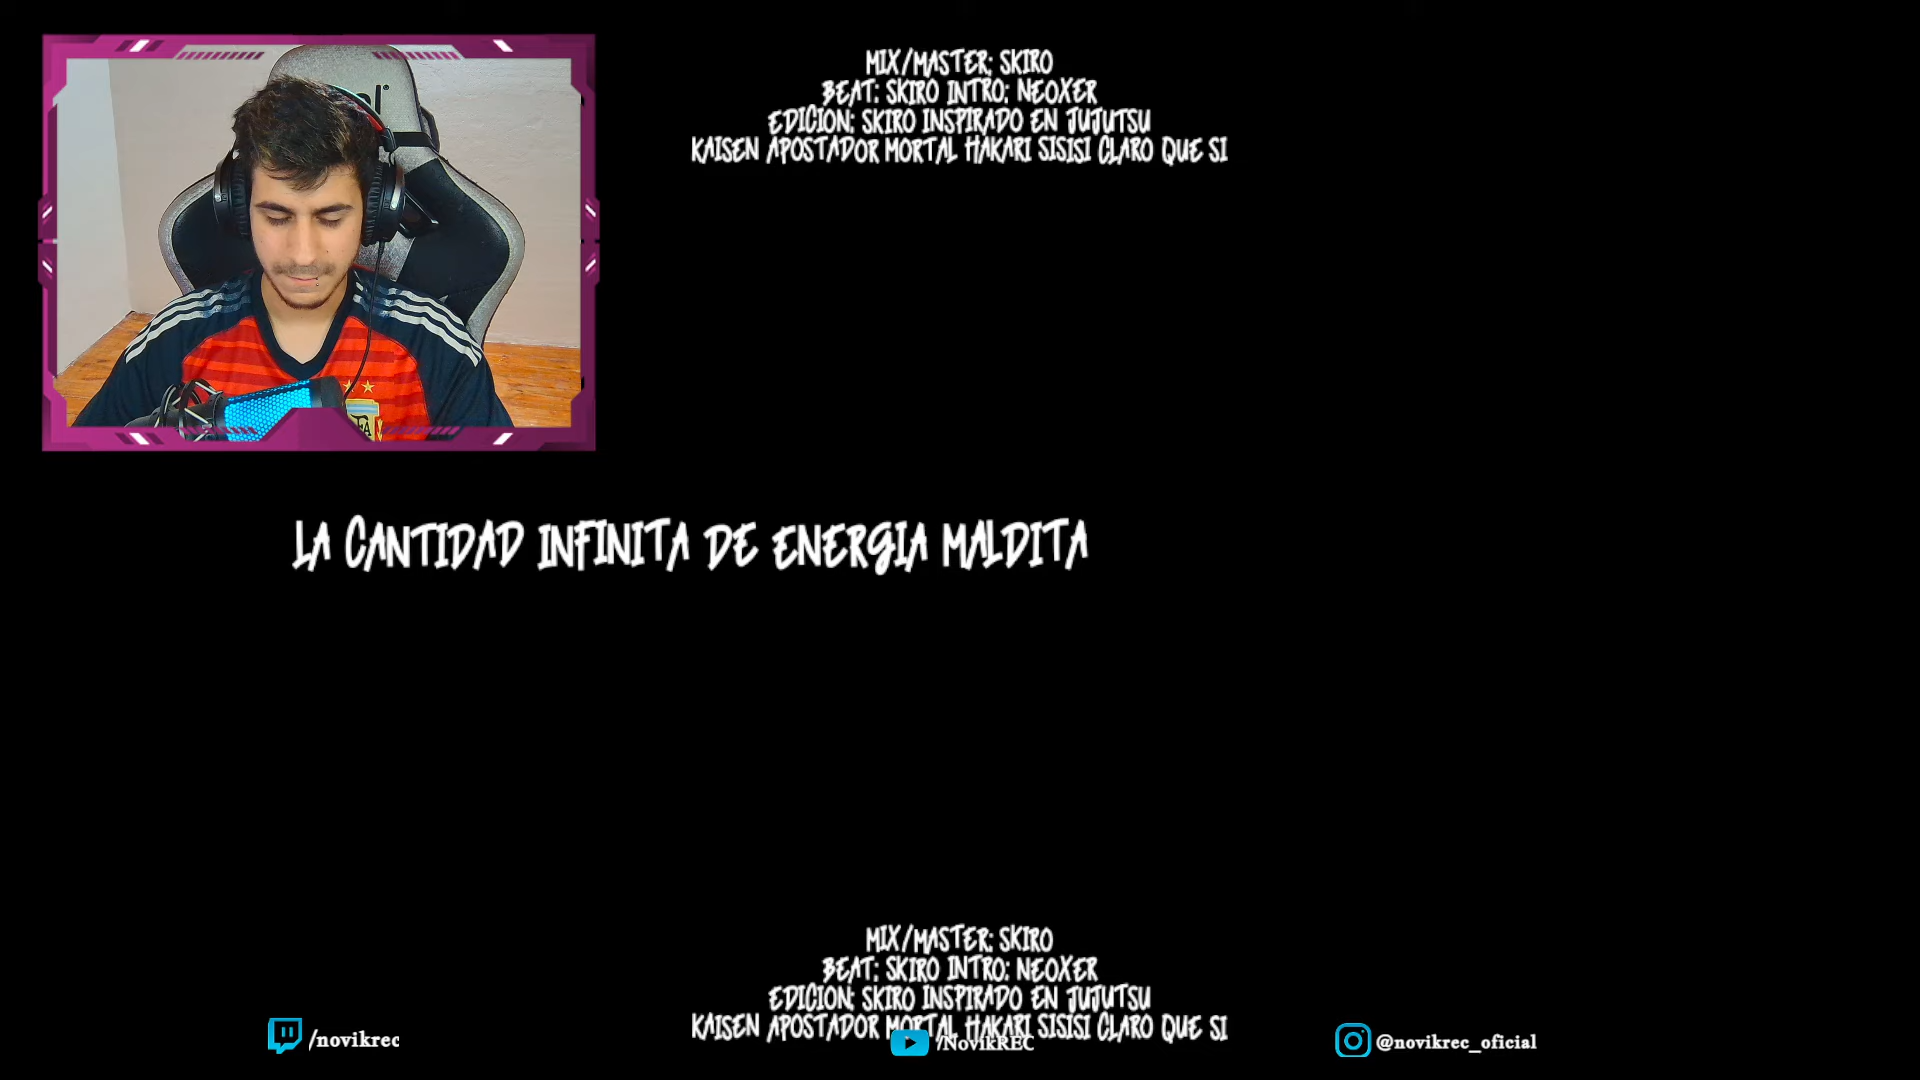 MIX/MASTER: SKIRO
BEAT: SKIRO INTRO: NEOXER
EDICION: SKIRO INSPIRADO EN JUJUTSU
KAISEN APOSTADOR MORTAL HAKARI SISISI CLARO QUE SI
LA CANTIDAD INFINITA DE ENERGIA MALDITA
MIX/MASTER: SKIRO
BEAT: SKIRO INTRO: NEOXER
EDICION: SKIRO INSPIRADO EN JUJUTSU
KAISEN APOSTADOR MORTAL HAKARI SISISI CLARO QUE SI
/novikrec
/NovikREC
@novikrec_oficial